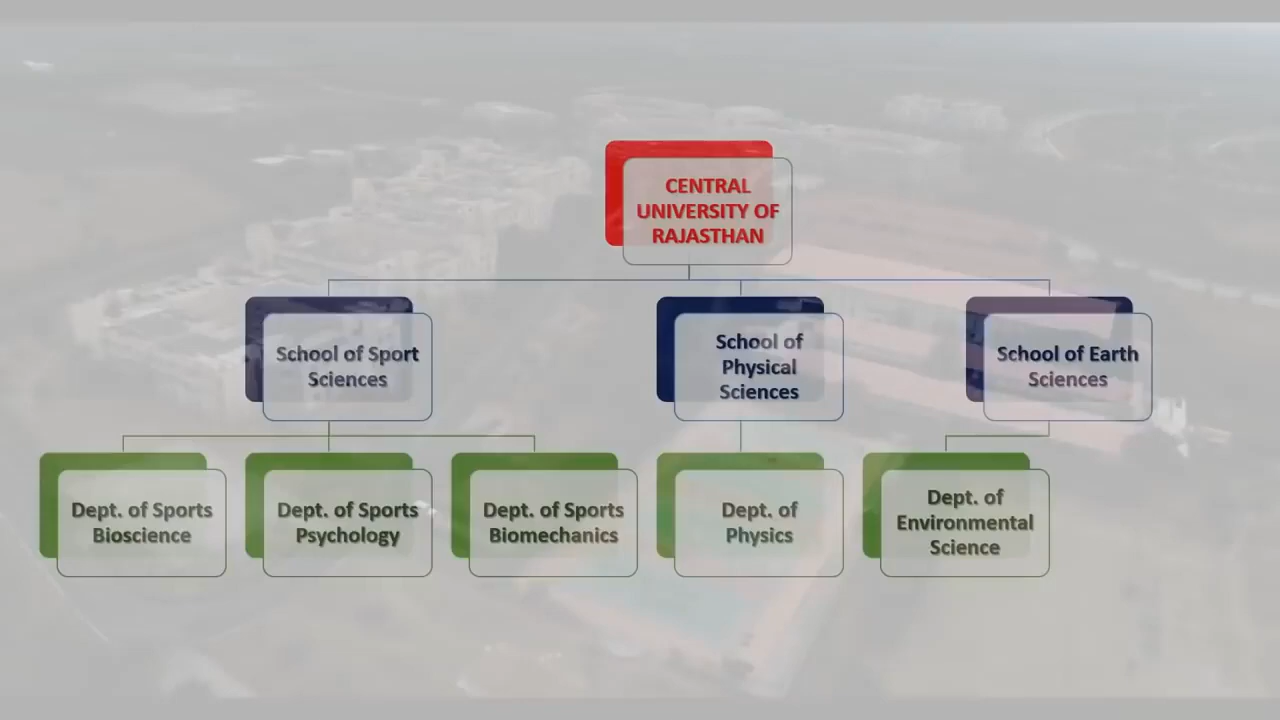 CENTRAL
UNIVERSITY OF
RAJASTHAN
School of Sport
Sciences
School of
Physical
Sciences
School of Earth
Sciences
Dept. of Sports
Bioscience
Dept. of Sports
Psychology
Dept. of Sports
Biomechanics
Dept. of
Physics
Dept. of
Environmental
Science